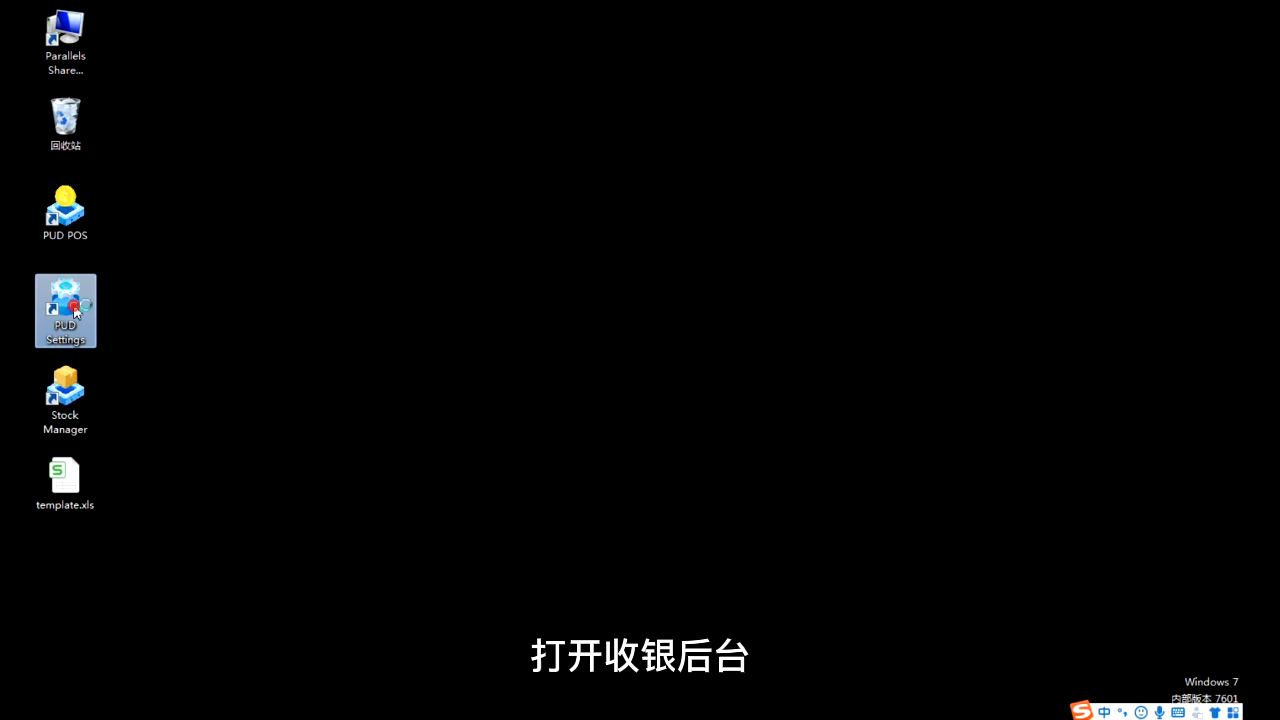 Parallels
Share...
回收站
PUD POS
PUD
Settings
Stock
Manager
S
template.xls
打开收银后台
Windows 7
内部版本 7601
S 中